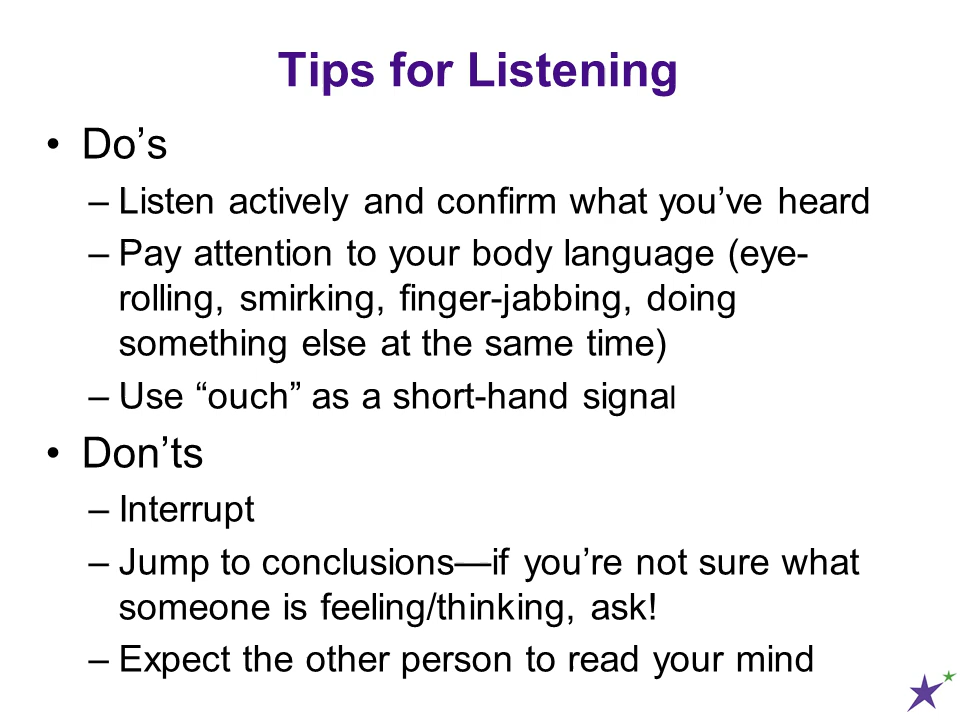 Tips for Listening
• Do’s
– Listen actively and confirm what you’ve heard
– Pay attention to your body language (eye-
rolling, smirking, finger-jabbing, doing
something else at the same time)
– Use “ouch” as a short-hand signal
• Don’ts
– Interrupt
– Jump to conclusions—if you’re not sure what
someone is feeling/thinking, ask!
– Expect the other person to read your mind